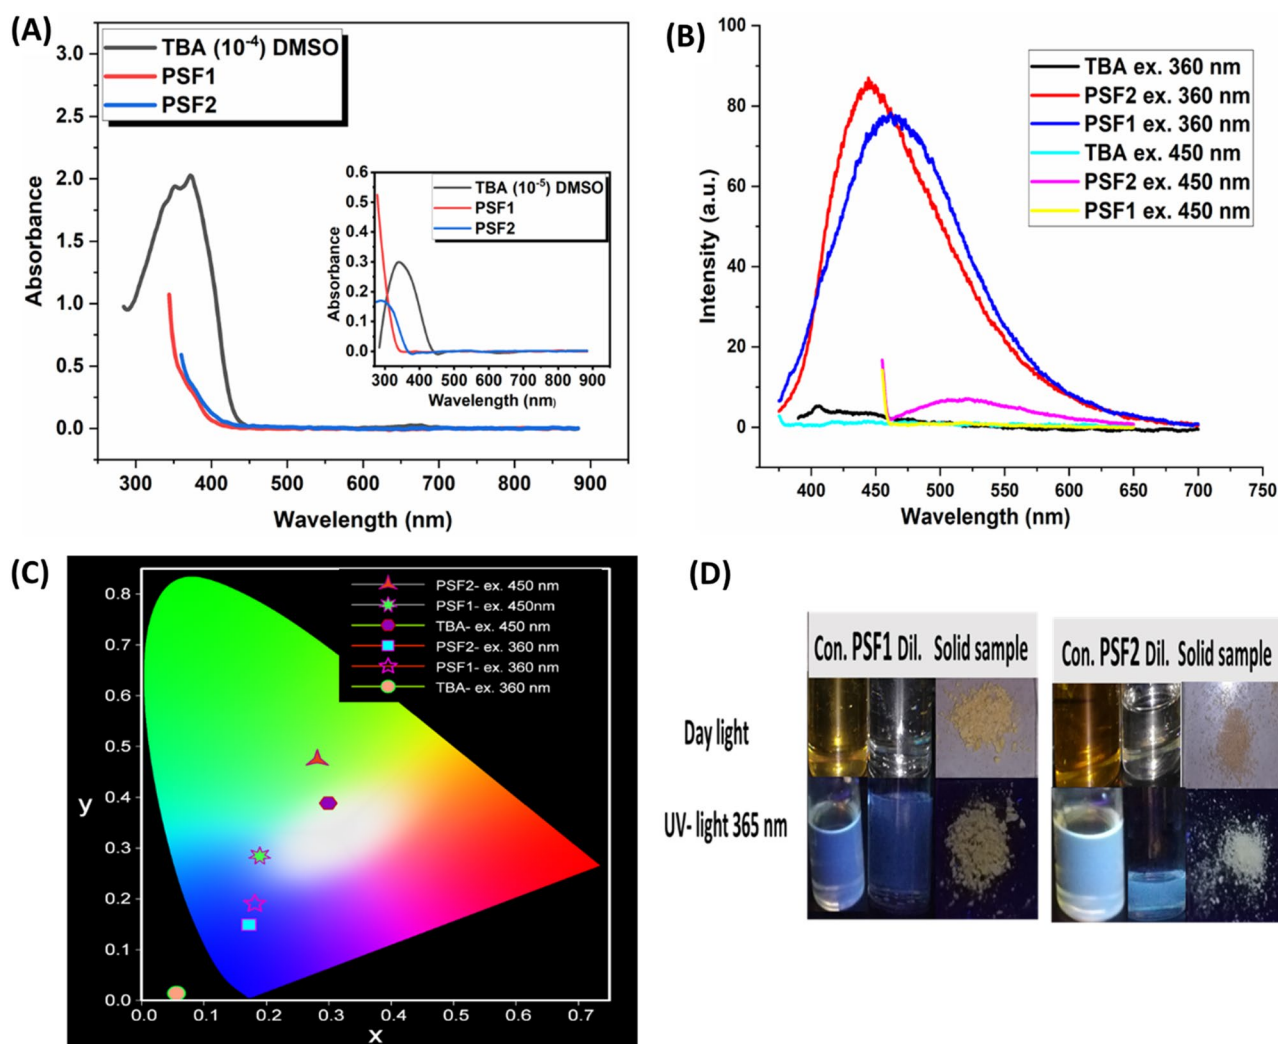 (A)
3.0
2.5
2.0
1.5
1.0
0.5
0.0
Absorbance
300 400 500 600 700 800 900
Wavelength (nm)
TBA (10⁻⁴) DMSO
PSF1
PSF2
0.6
0.5
0.4
0.3
0.2
0.1
0.0
Absorbance
300 400 500 600 700 800 900
Wavelength (nm)
TBA (10⁻⁵) DMSO
PSF1
PSF2
(B)
100
80
60
40
20
0
Intensity (a.u.)
400 450 500 550 600 650 700 750
Wavelength (nm)
TBA ex. 360 nm
PSF2 ex. 360 nm
PSF1 ex. 360 nm
TBA ex. 450 nm
PSF2 ex. 450 nm
PSF1 ex. 450 nm
(C)
0.8
0.7
0.6
0.5
0.4
0.3
0.2
0.1
0.0
y
0.0 0.1 0.2 0.3 0.4 0.5 0.6 0.7
x
PSF2- ex. 450 nm
PSF1- ex. 450nm
TBA- ex. 450 nm
PSF2- ex. 360 nm
PSF1- ex. 360 nm
TBA- ex. 360 nm
(D)
Con. PSF1 Dil. Solid sample
Con. PSF2 Dil. Solid sample
Day light
UV- light 365 nm